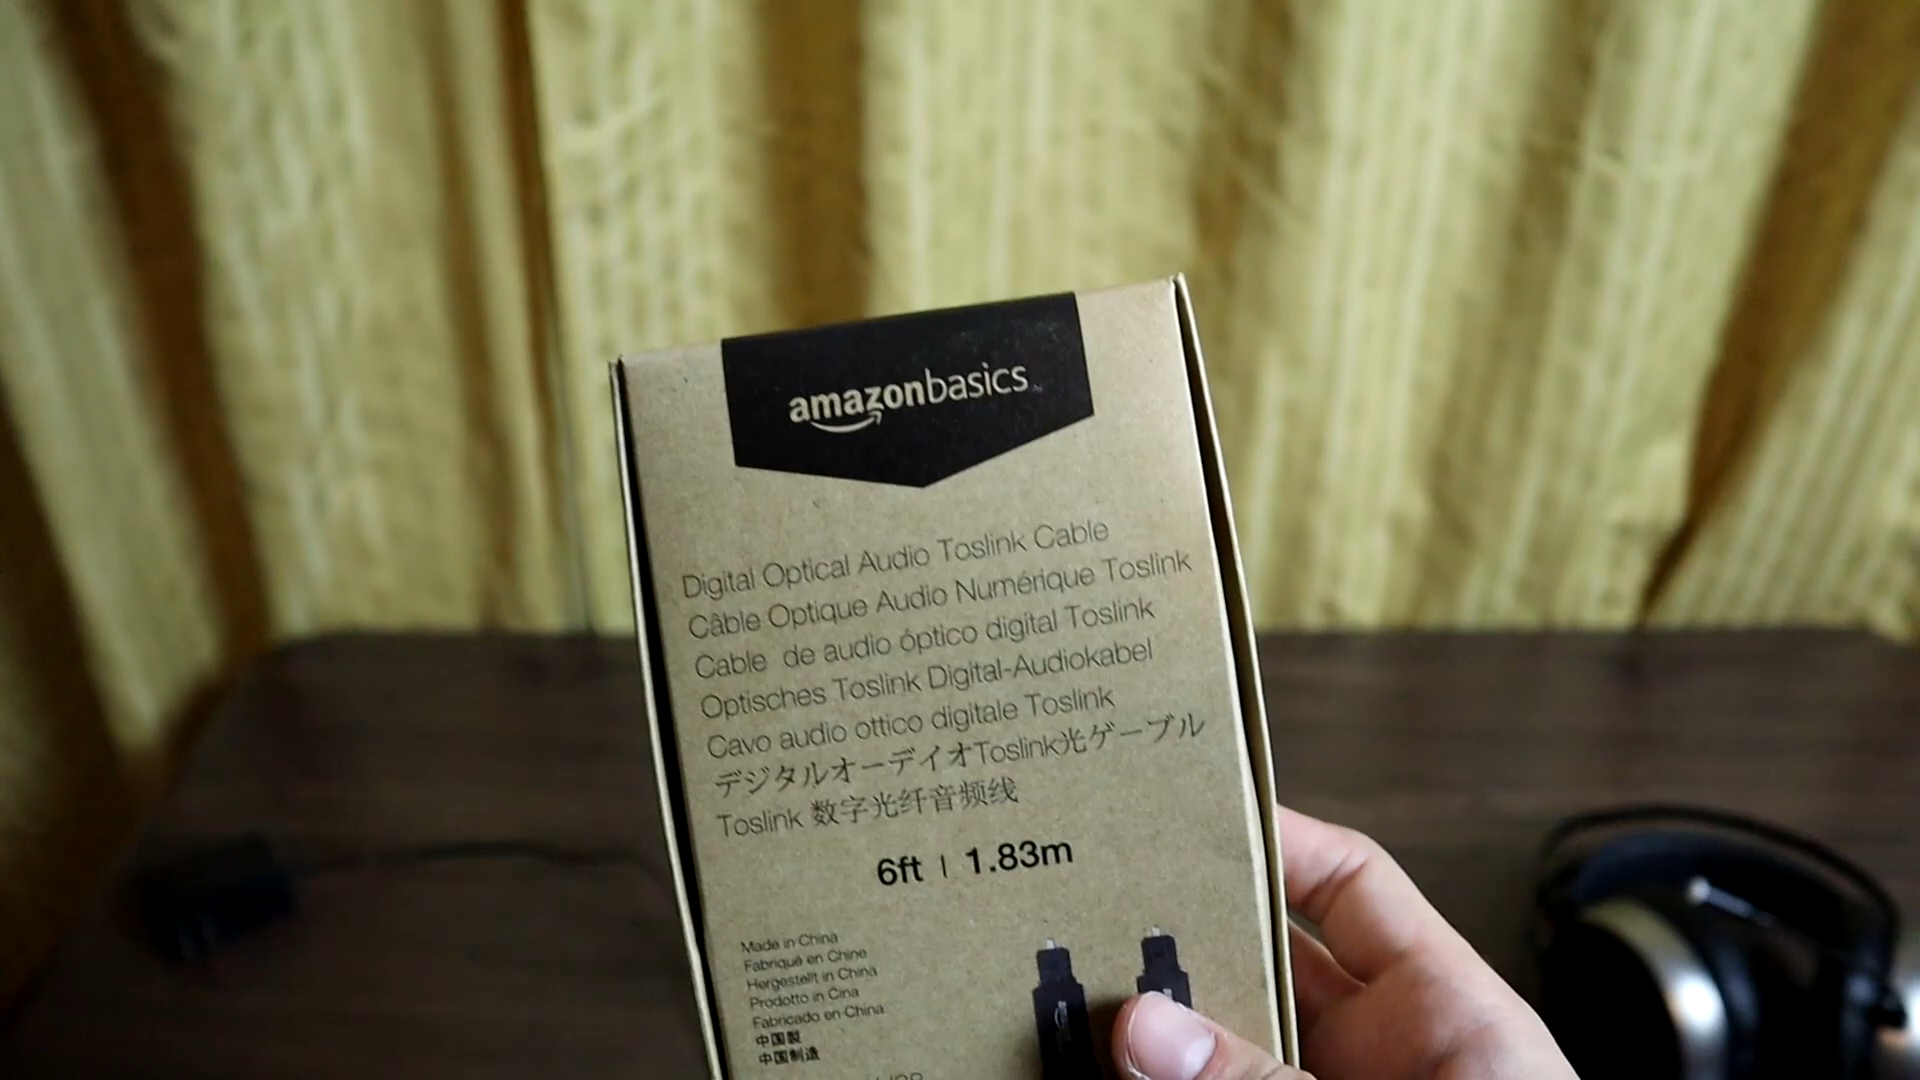 amazonbasics
Digital Optical Audio Toslink Cable
Câble Optique Audio Numérique Toslink
Cable de audio óptico digital Toslink
Optisches Toslink Digital-Audiokabel
Cavo audio ottico digitale Toslink
デジタルオーデイオToslink光ゲーブル
Toslink 数字光纤音频线
6ft | 1.83m
Made in China
Fabriqué en Chine
Hergestellt in China
Prodotto in Cina
Fabricado en China
中国製
中国制造